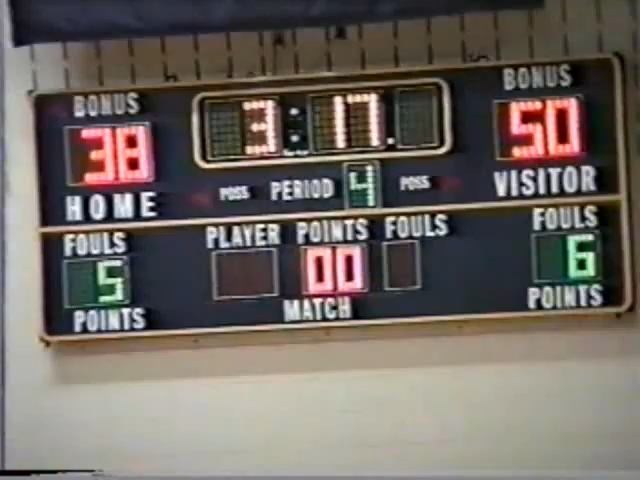 BONUS 3:17 BONUS
38 50
HOME POSS PERIOD 4 POSS VISITOR
FOULS PLAYER POINTS FOULS FOULS
5 00 6
POINTS MATCH POINTS